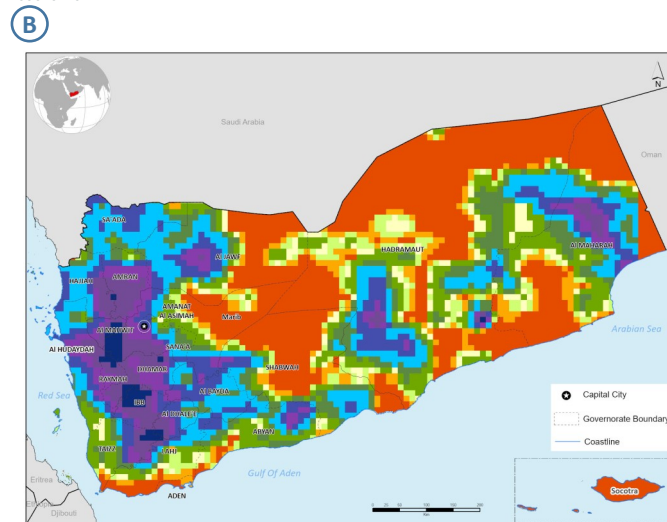 B
N
Saudi Arabia
Oman
SA'ADA
AL JAWF
HADRAMAUT
AL MAHARAH
HAJJAH
AMRAN
AMANAT
AL ASIMAH
Marib
AL MAHWIT
Al HUDAYDAH
SANA'A
DHAMAR
SHABWAH
RAYMAH
AL BAYDA
IBB
AL DHALE'E
ABYAN
TAIZZ
LAHJ
ADEN
Red Sea
Arabian Sea
Gulf Of Aden
Eritrea
Djibouti
Capital City
Governorate Boundary
Coastline
Socotra